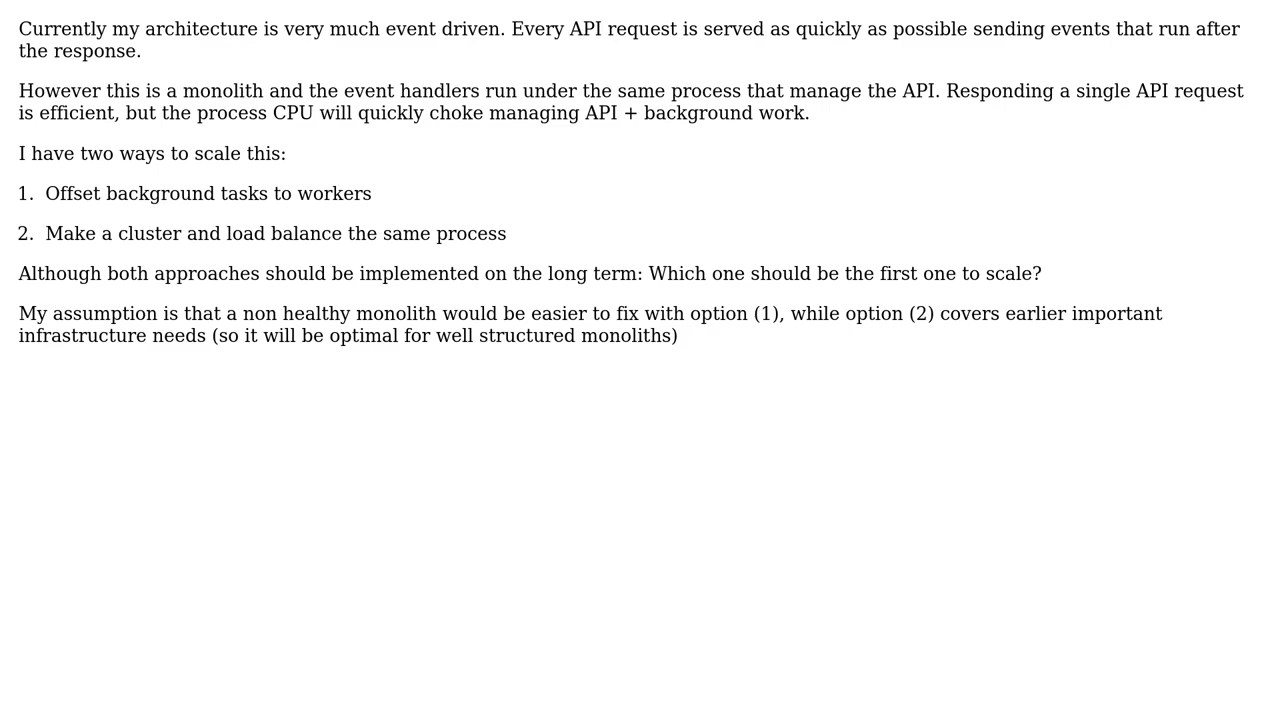 Currently my architecture is very much event driven. Every API request is served as quickly as possible sending events that run after
the response.
However this is a monolith and the event handlers run under the same process that manage the API. Responding a single API request
is efficient, but the process CPU will quickly choke managing API + background work.
I have two ways to scale this:
1. Offset background tasks to workers
2. Make a cluster and load balance the same process
Although both approaches should be implemented on the long term: Which one should be the first one to scale?
My assumption is that a non healthy monolith would be easier to fix with option (1), while option (2) covers earlier important
infrastructure needs (so it will be optimal for well structured monoliths)